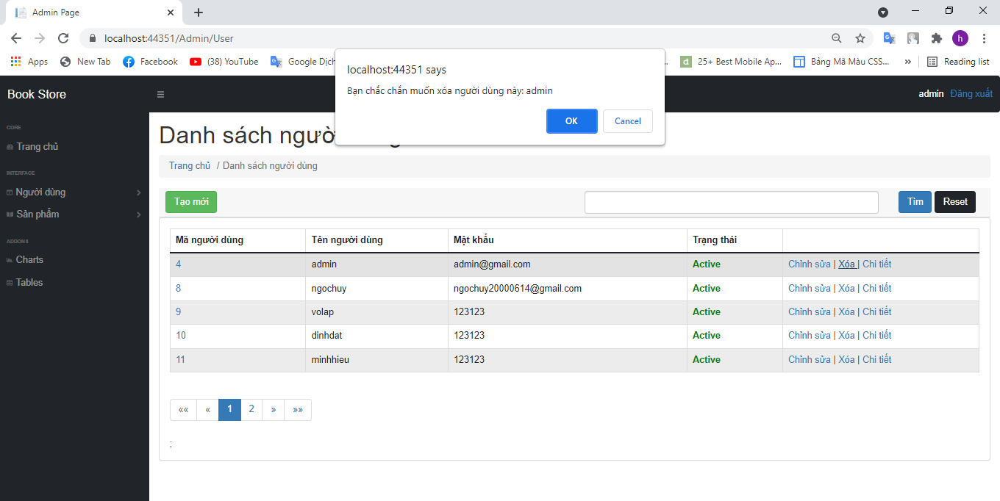 Admin Page
localhost:44351/Admin/User
h
Apps New Tab Facebook (38) YouTube Google Dịch
d 25+ Best Mobile Ap... Bảng Mã Màu CSS... » Reading list
localhost:44351 says
Bạn chắc chắn muốn xóa người dùng này: admin
OK Cancel
Book Store
admin Đăng xuất
CORE
Trang chủ
INTERFACE
Người dùng
Sản phẩm
ADDONS
Charts
Tables
Danh sách người
Trang chủ / Danh sách người dùng
Tạo mới Tìm Reset
Mã người dùng Tên người dùng Mật khẩu Trạng thái
4 admin admin@gmail.com Active Chỉnh sửa | Xóa | Chi tiết
8 ngochuy ngochuy20000614@gmail.com Active Chỉnh sửa | Xóa | Chi tiết
9 volap 123123 Active Chỉnh sửa | Xóa | Chi tiết
10 dinhdat 123123 Active Chỉnh sửa | Xóa | Chi tiết
11 minhhieu 123123 Active Chỉnh sửa | Xóa | Chi tiết
«« « 1 2 » »»
;